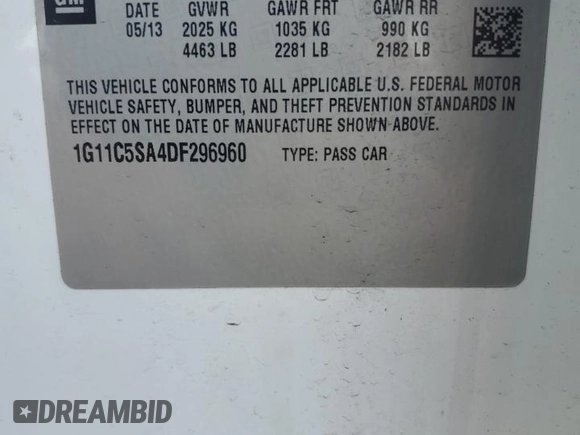 GM
DATE GVWR GAWR FRT GAWR RR
05/13 2025 KG 1035 KG 990 KG
4463 LB 2281 LB 2182 LB
THIS VEHICLE CONFORMS TO ALL APPLICABLE U.S. FEDERAL MOTOR
VEHICLE SAFETY, BUMPER, AND THEFT PREVENTION STANDARDS IN
EFFECT ON THE DATE OF MANUFACTURE SHOWN ABOVE.
1G11C5SA4DF296960 TYPE: PASS CAR
DREAMBID